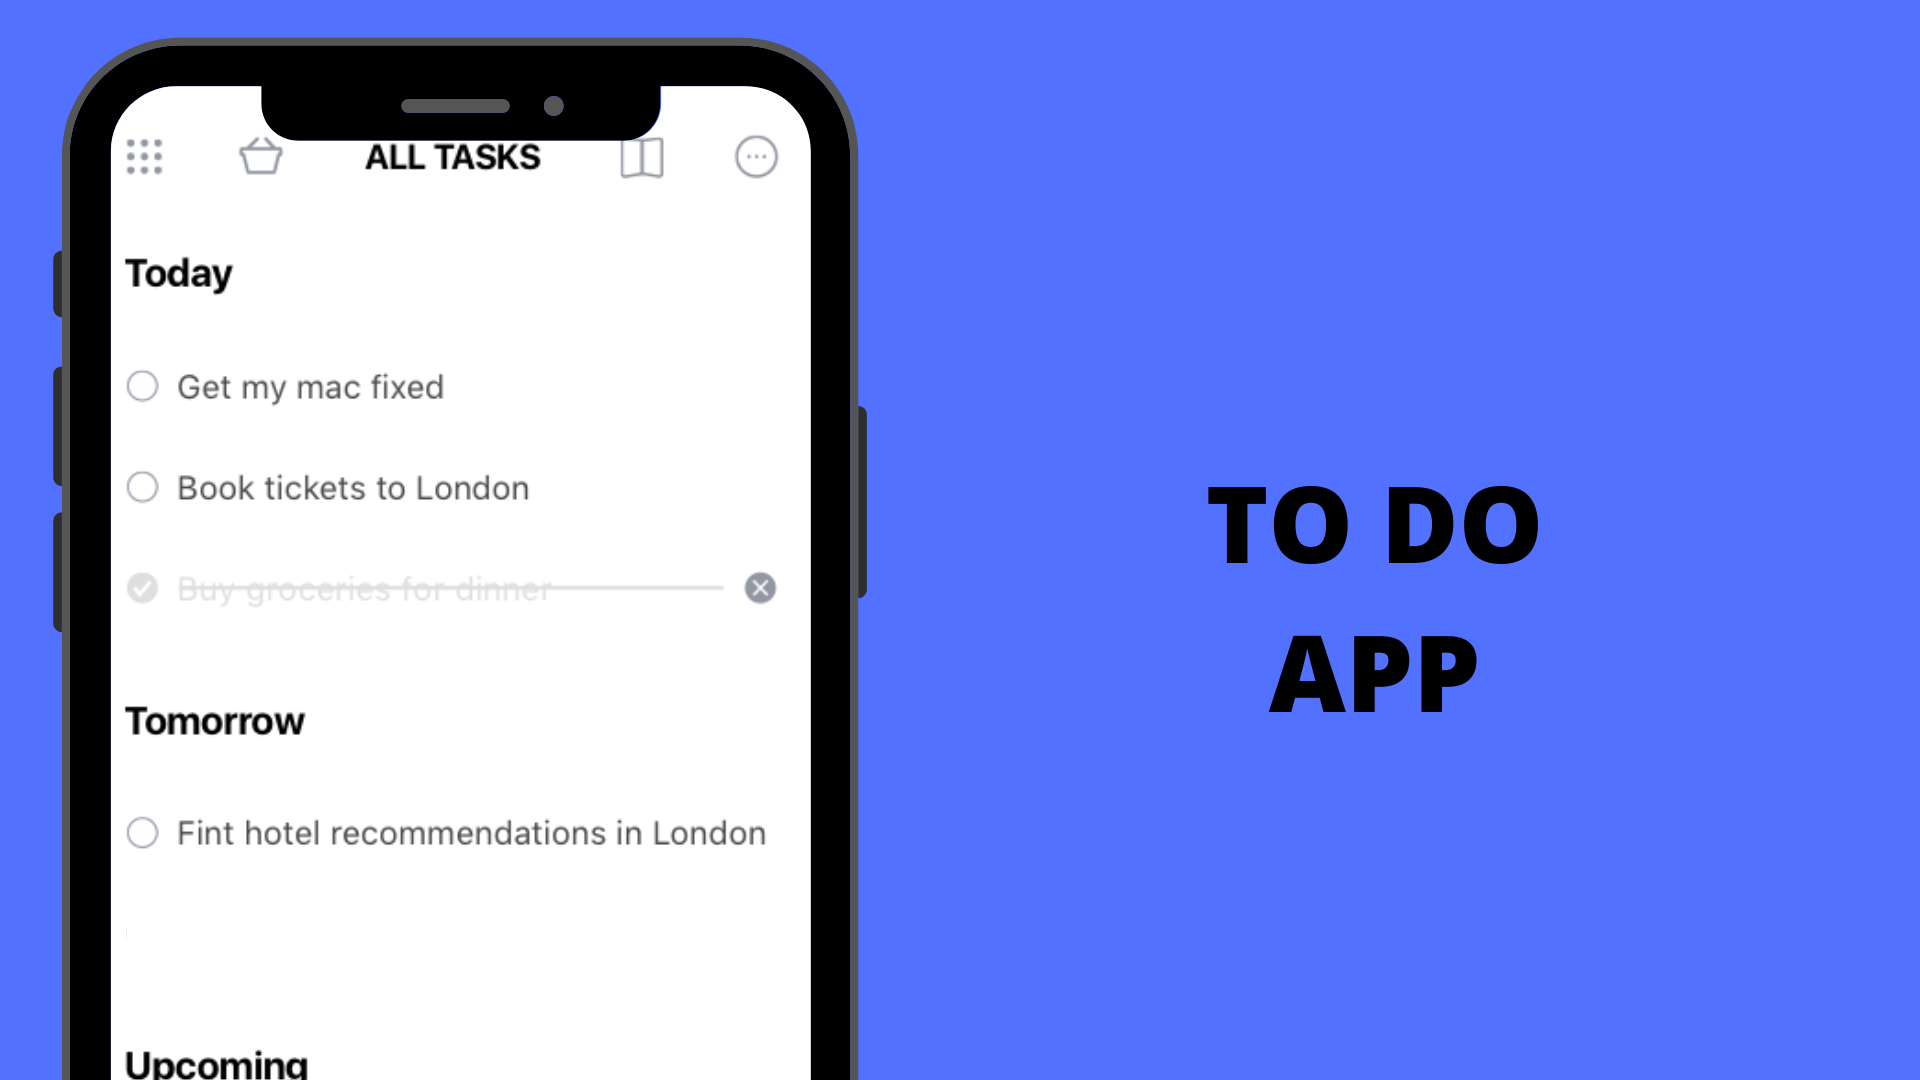 ALL TASKS
Today
Get my mac fixed
Book tickets to London
Buy groceries for dinner
Tomorrow
Fint hotel recommendations in London
Upcoming
TO DO
APP